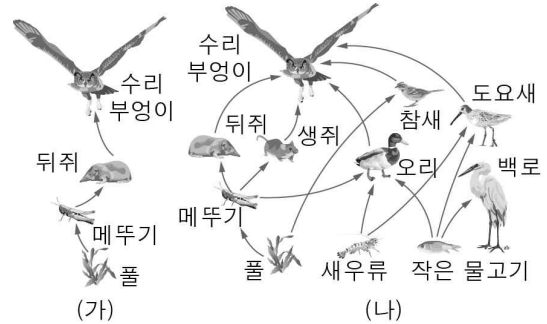 수리
부엉이
뒤쥐
메뚜기
풀
(가)
수리
부엉이
참새
도요새
뒤쥐
생쥐
오리
백로
메뚜기
풀
새우류
작은 물고기
(나)